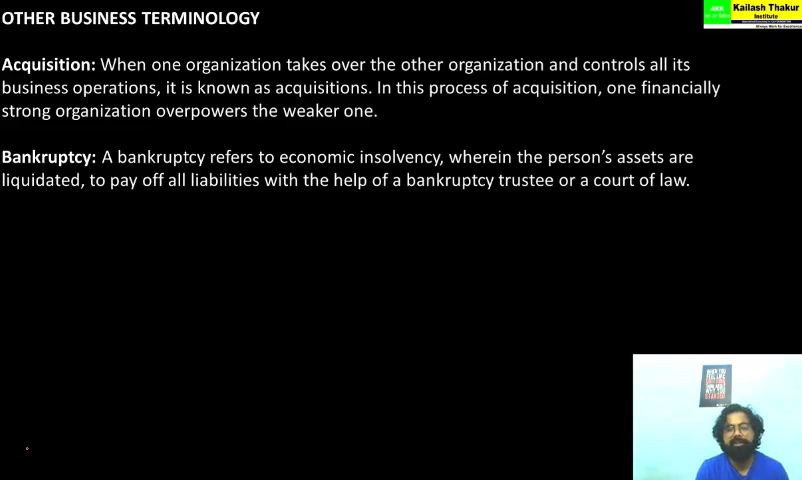 OTHER BUSINESS TERMINOLOGY
Kailash Thakur
Institute
Acquisition: When one organization takes over the other organization and controls all its
business operations, it is known as acquisitions. In this process of acquisition, one financially
strong organization overpowers the weaker one.
Bankruptcy: A bankruptcy refers to economic insolvency, wherein the person's assets are
liquidated, to pay off all liabilities with the help of a bankruptcy trustee or a court of law.